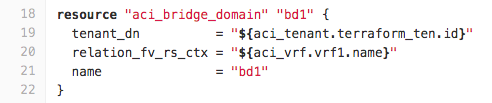 18 resource "aci_bridge_domain" "bd1" {
19   tenant_dn           = "${aci_tenant.terraform_ten.id}"
20   relation_fv_rs_ctx = "${aci_vrf.vrf1.name}"
21   name                = "bd1"
22 }